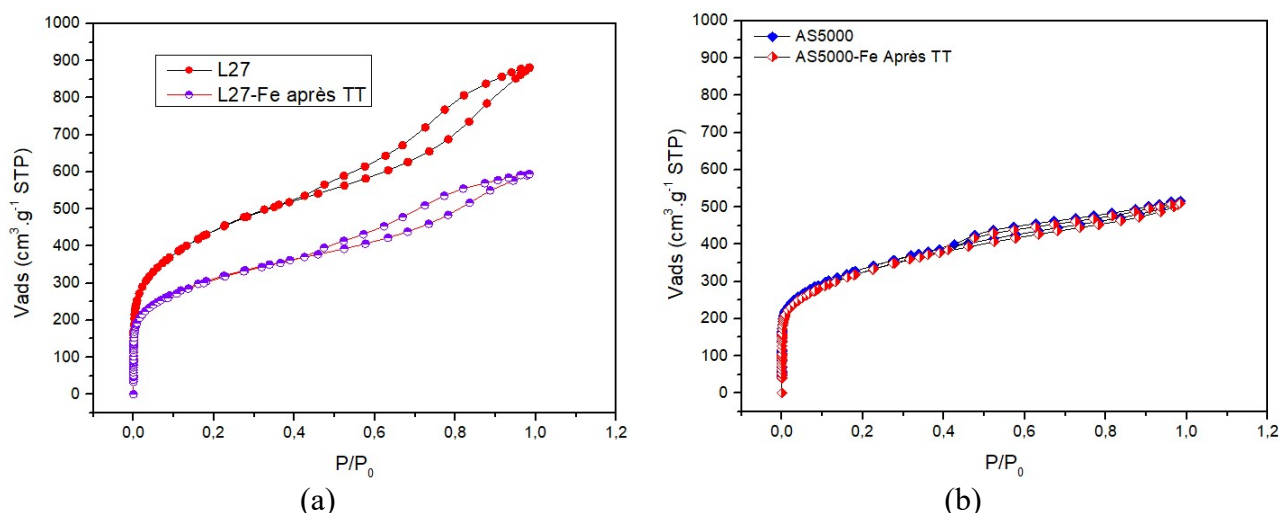 1000
900
800
700
600
500
400
300
200
100
0
Vads (cm³.g⁻¹ STP)
L27
L27-Fe après TT
0,0 0,2 0,4 0,6 0,8 1,0 1,2
P/P₀
(a)
1000
900
800
700
600
500
400
300
200
100
0
Vads (cm³.g⁻¹ STP)
AS5000
AS5000-Fe Après TT
0,0 0,2 0,4 0,6 0,8 1,0 1,2
P/P₀
(b)